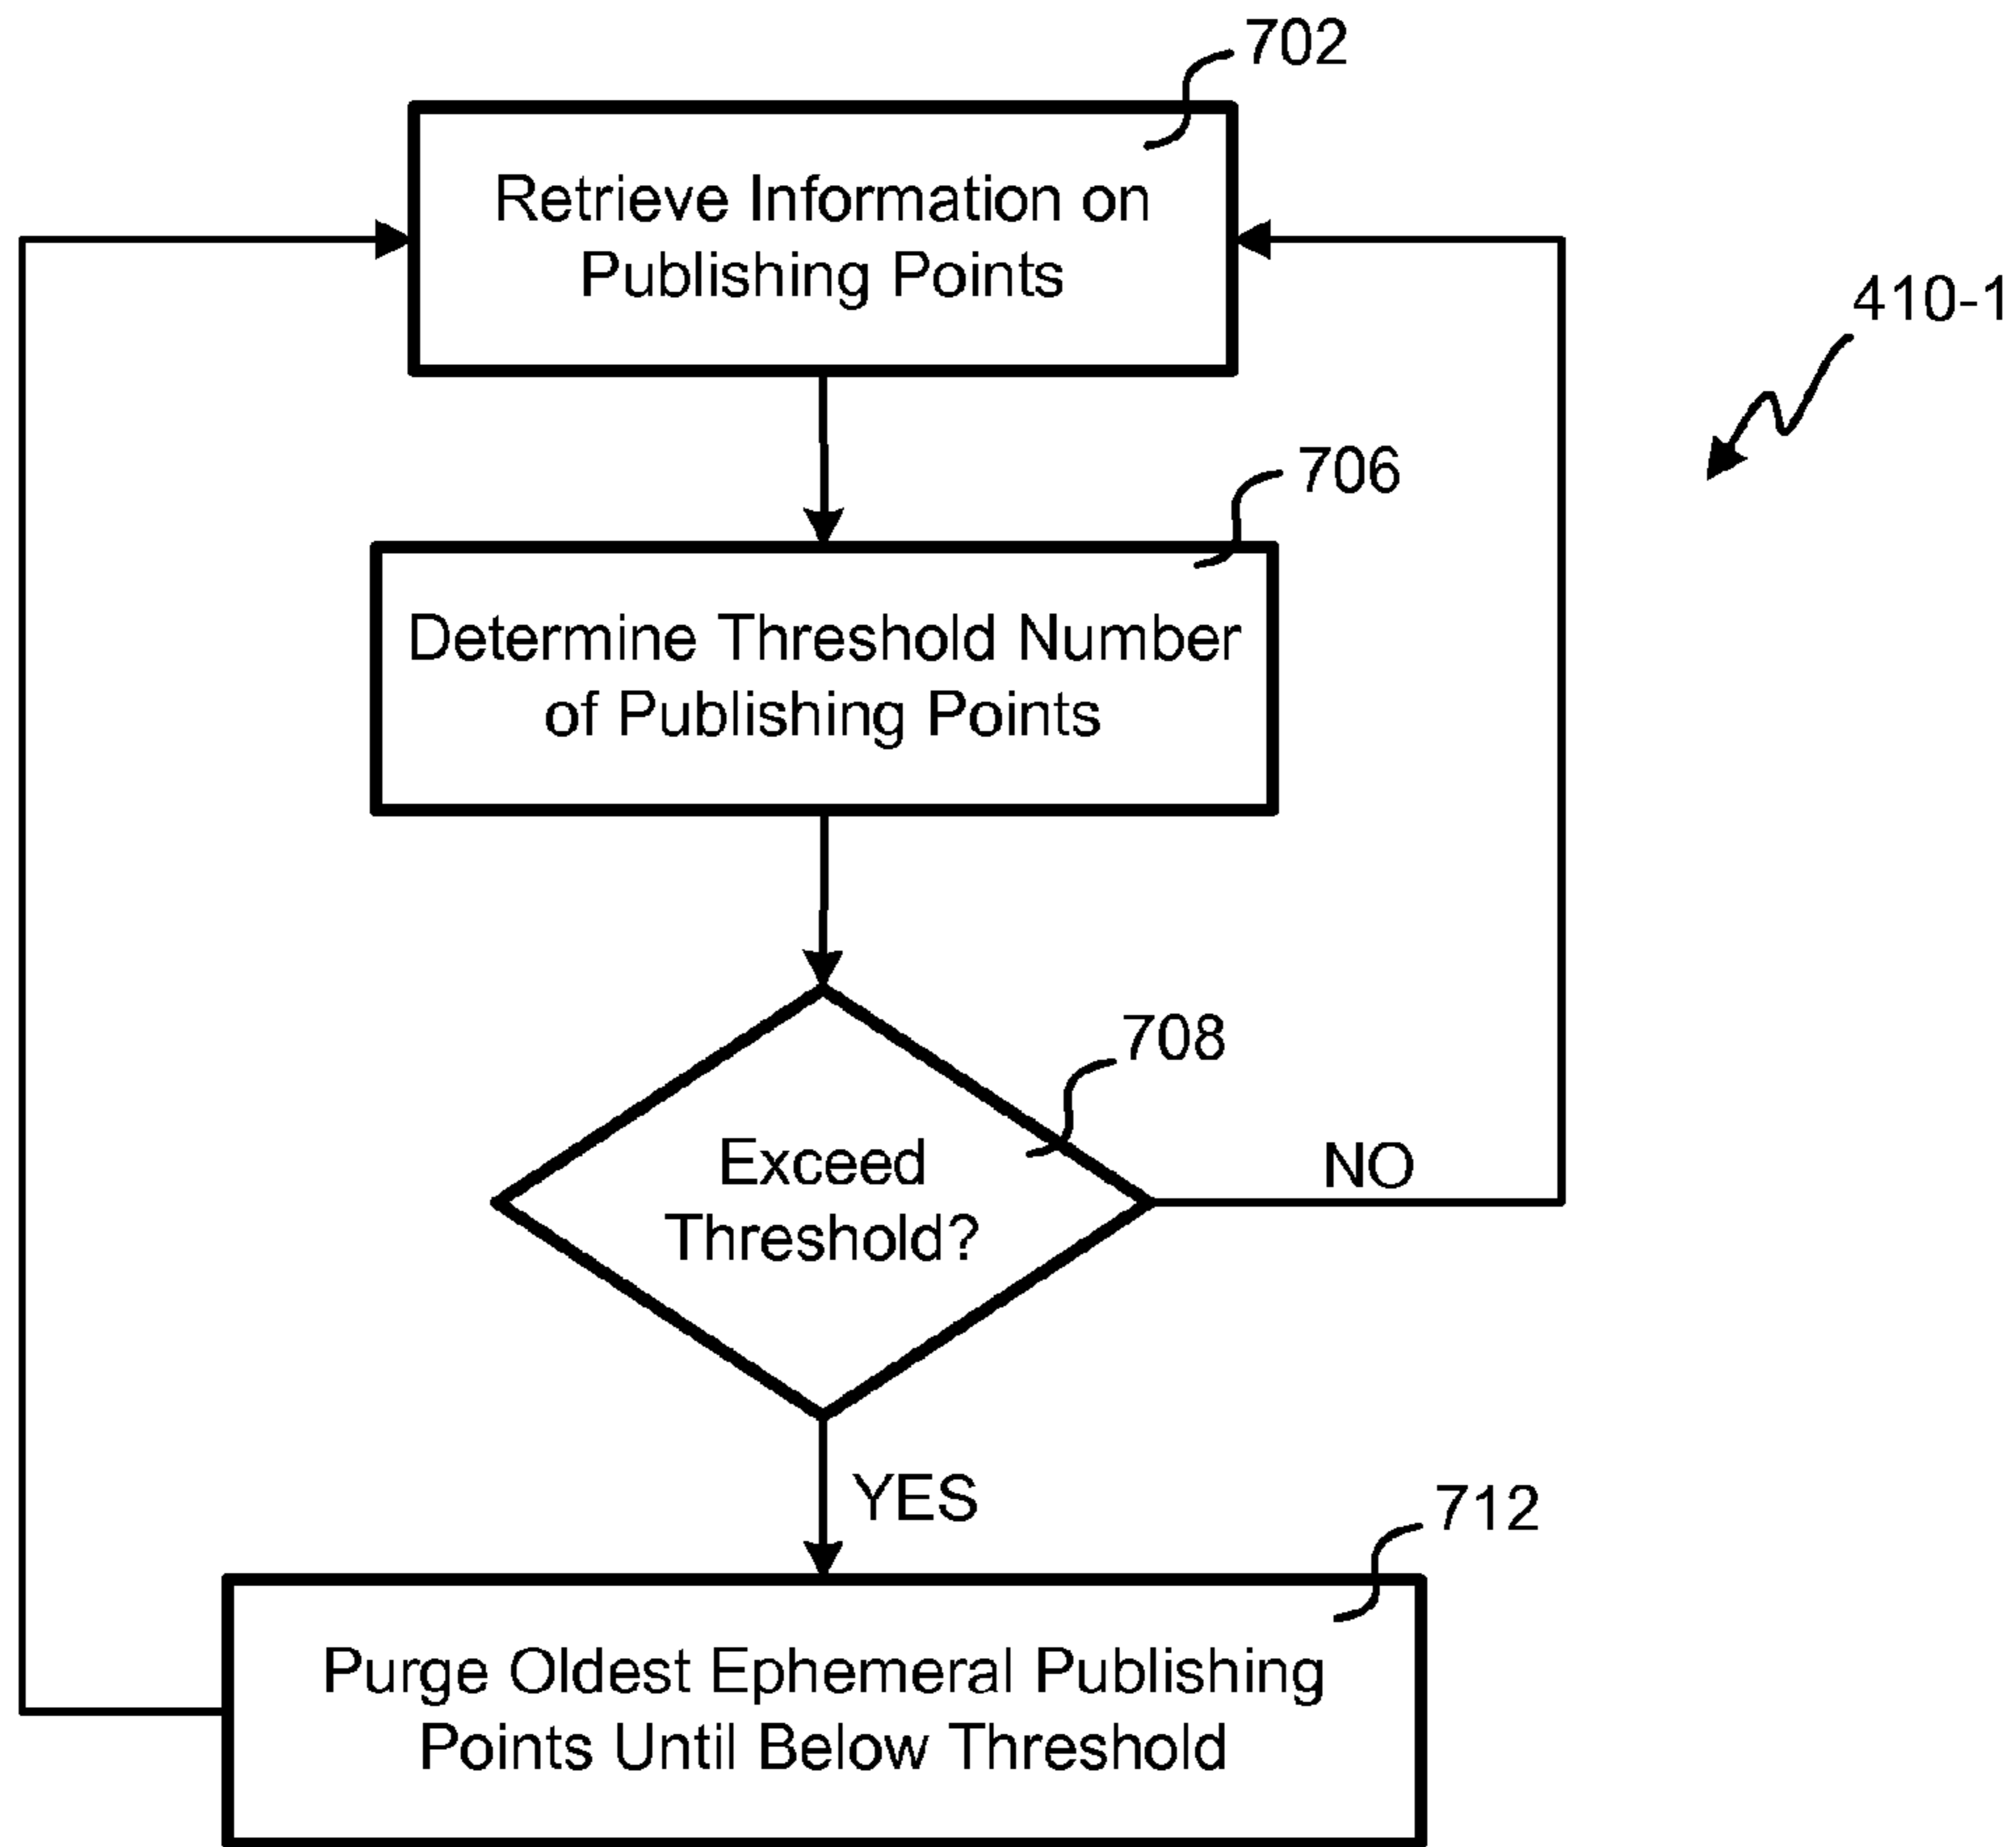 702
Retrieve Information on
Publishing Points
410-1
706
Determine Threshold Number
of Publishing Points
708
Exceed
Threshold?
NO
YES
712
Purge Oldest Ephemeral Publishing
Points Until Below Threshold